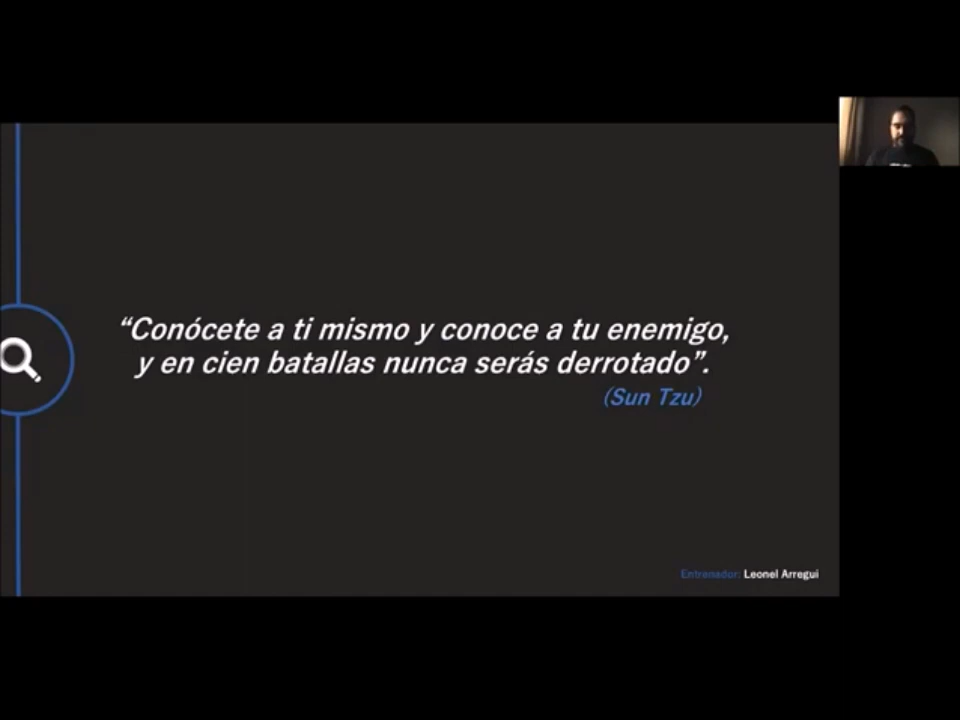 “Conócete a ti mismo y conoce a tu enemigo,
y en cien batallas nunca serás derrotado”.
(Sun Tzu)
Entrenador: Leonel Arregui